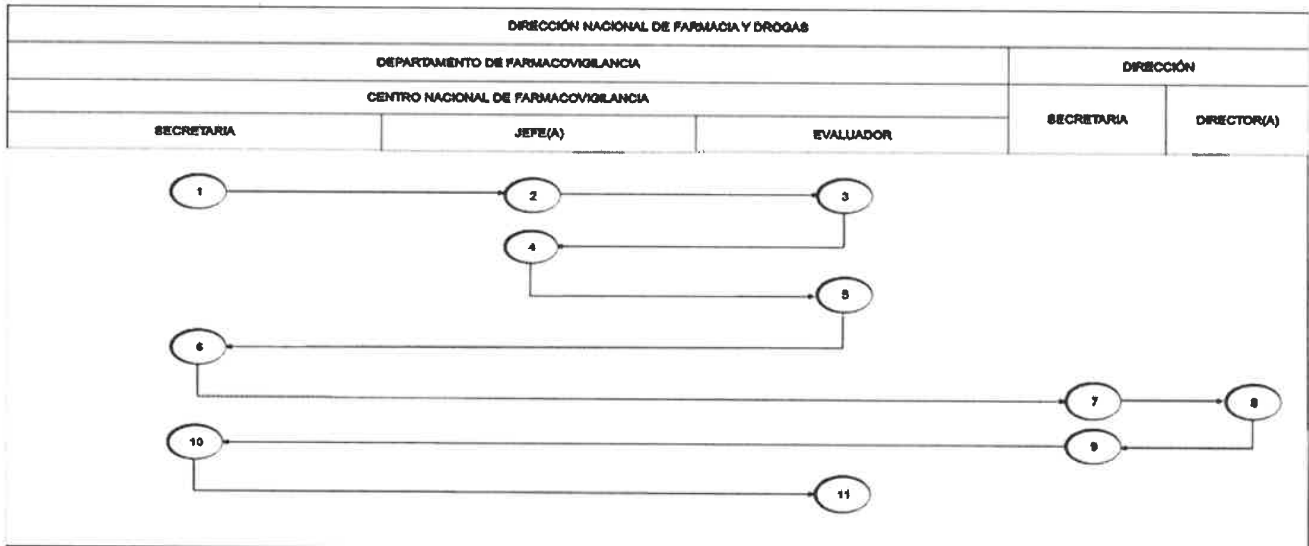 DIRECCIÓN NACIONAL DE FARMACIA Y DROGAS
DEPARTAMENTO DE FARMACOVIGILANCIA
DIRECCIÓN
CENTRO NACIONAL DE FARMACOVIGILANCIA
SECRETARIA
JEFE(A)
EVALUADOR
SECRETARIA
DIRECTOR(A)
1
2
3
4
5
6
7
8
10
9
11